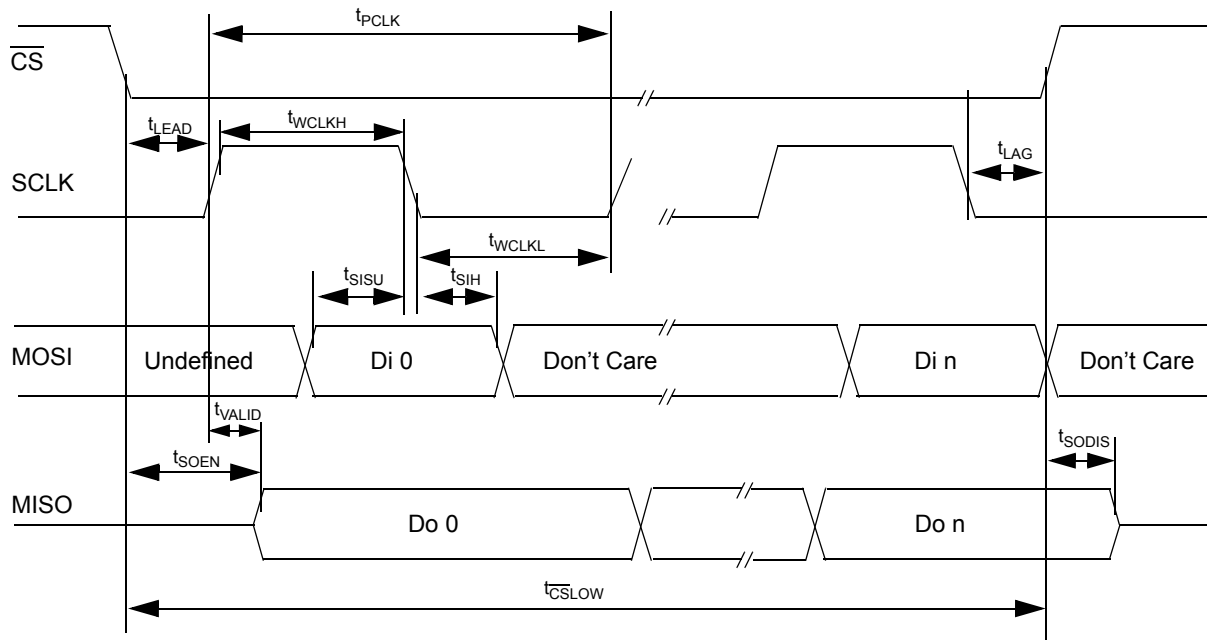 tPCLK
CS
tLEAD
tWCLKH
tLAG
SCLK
tWCLKL
tSISU
tSIH
MOSI
Undefined
Di 0
Don't Care
Di n
Don't Care
tVALID
tSOEN
tSODIS
MISO
Do 0
Do n
tCSLOW